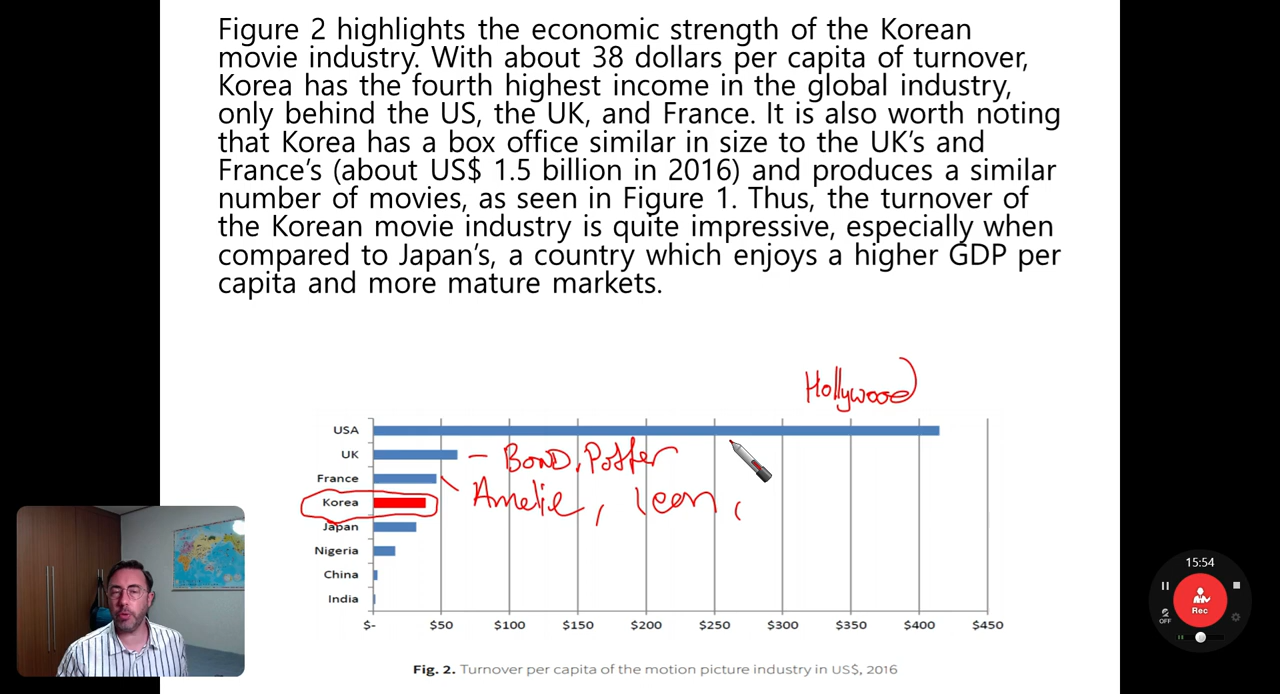 Figure 2 highlights the economic strength of the Korean
movie industry. With about 38 dollars per capita of turnover,
Korea has the fourth highest income in the global industry,
only behind the US, the UK, and France. It is also worth noting
that Korea has a box office similar in size to the UK’s and
France’s (about US$ 1.5 billion in 2016) and produces a similar
number of movies, as seen in Figure 1. Thus, the turnover of
the Korean movie industry is quite impressive, especially when
compared to Japan’s, a country which enjoys a higher GDP per
capita and more mature markets.
Hollywood
USA
UK - Bond, Potter
France
Amelie, leon,
Korea
Japan
Nigeria
China
India
$- $50 $100 $150 $200 $250 $300 $350 $400 $450
Fig. 2. Turnover per capita of the motion picture industry in US$, 2016
15:54
Rec
OFF